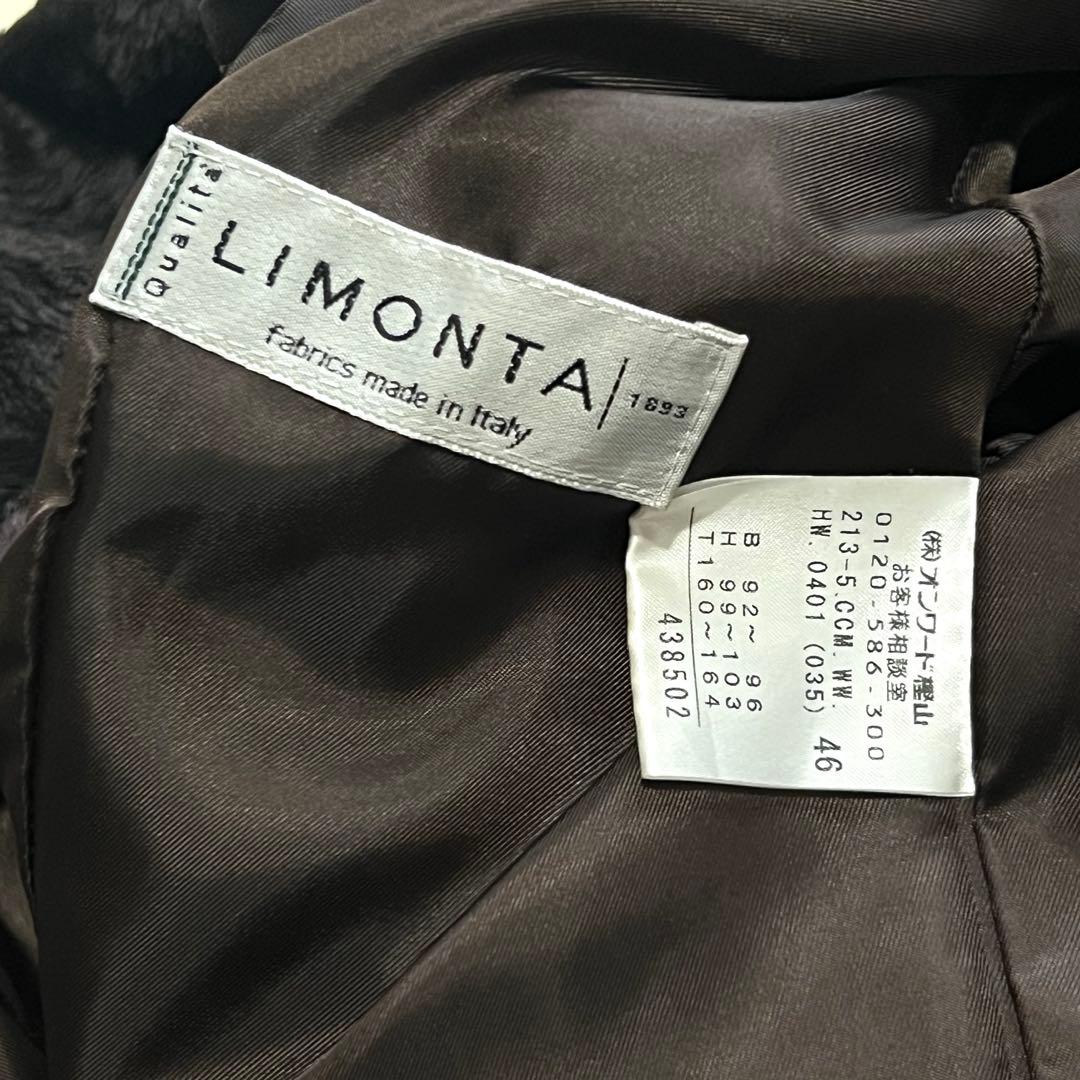 Qualità
LIMONTA
1893
fabrics made in Italy
(株)オンワード樫山
お客様相談室
0120-586-300
213-5.CCM.WW.
HW.0401 (035) 46
B 92~ 96
H 99~103
T160~164
438502